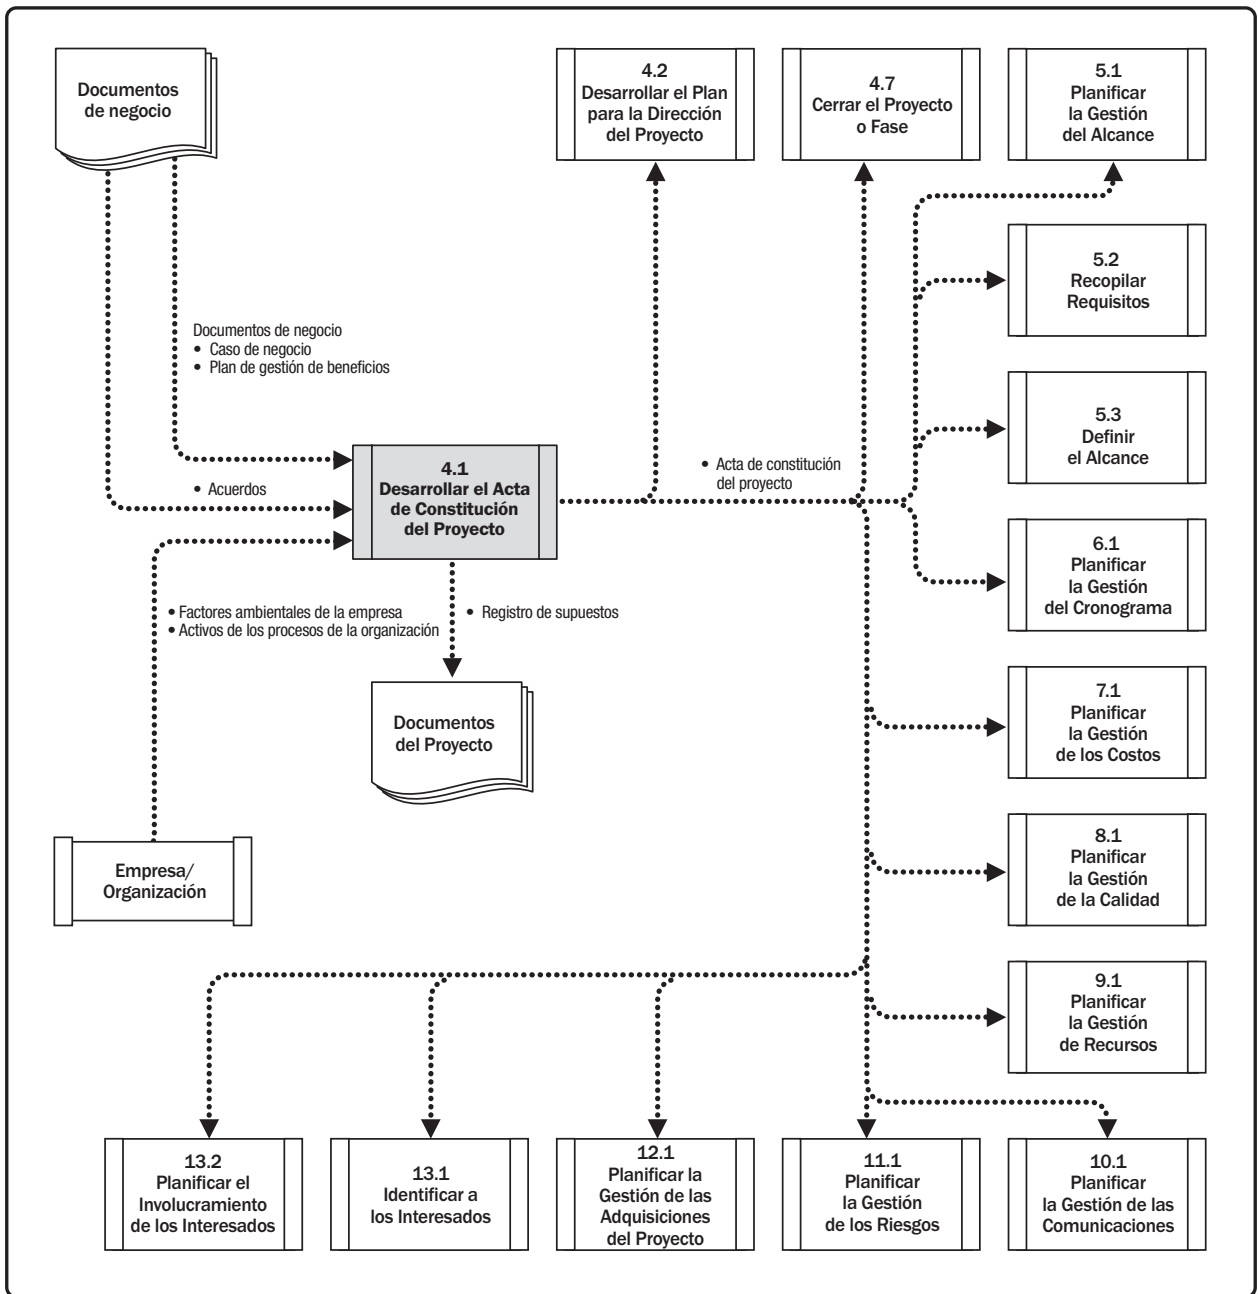 Documentos
de negocio
4.2
Desarrollar el Plan
para la Dirección
del Proyecto
4.7
Cerrar el Proyecto
o Fase
5.1
Planificar
la Gestión
del Alcance
5.2
Recopilar
Requisitos
Documentos de negocio
• Caso de negocio
• Plan de gestión de beneficios
5.3
Definir
el Alcance
4.1
Desarrollar el Acta
de Constitución
del Proyecto
• Acuerdos
• Acta de constitución
del proyecto
6.1
Planificar
la Gestión
del Cronograma
• Factores ambientales de la empresa
• Activos de los procesos de la organización
• Registro de supuestos
Documentos
del Proyecto
7.1
Planificar
la Gestión
de los Costos
8.1
Planificar
la Gestión
de la Calidad
Empresa/
Organización
9.1
Planificar
la Gestión
de Recursos
13.2
Planificar el
Involucramiento
de los Interesados
13.1
Identificar a
los Interesados
12.1
Planificar la
Gestión de las
Adquisiciones
del Proyecto
11.1
Planificar
la Gestión
de los Riesgos
10.1
Planificar
la Gestión de las
Comunicaciones